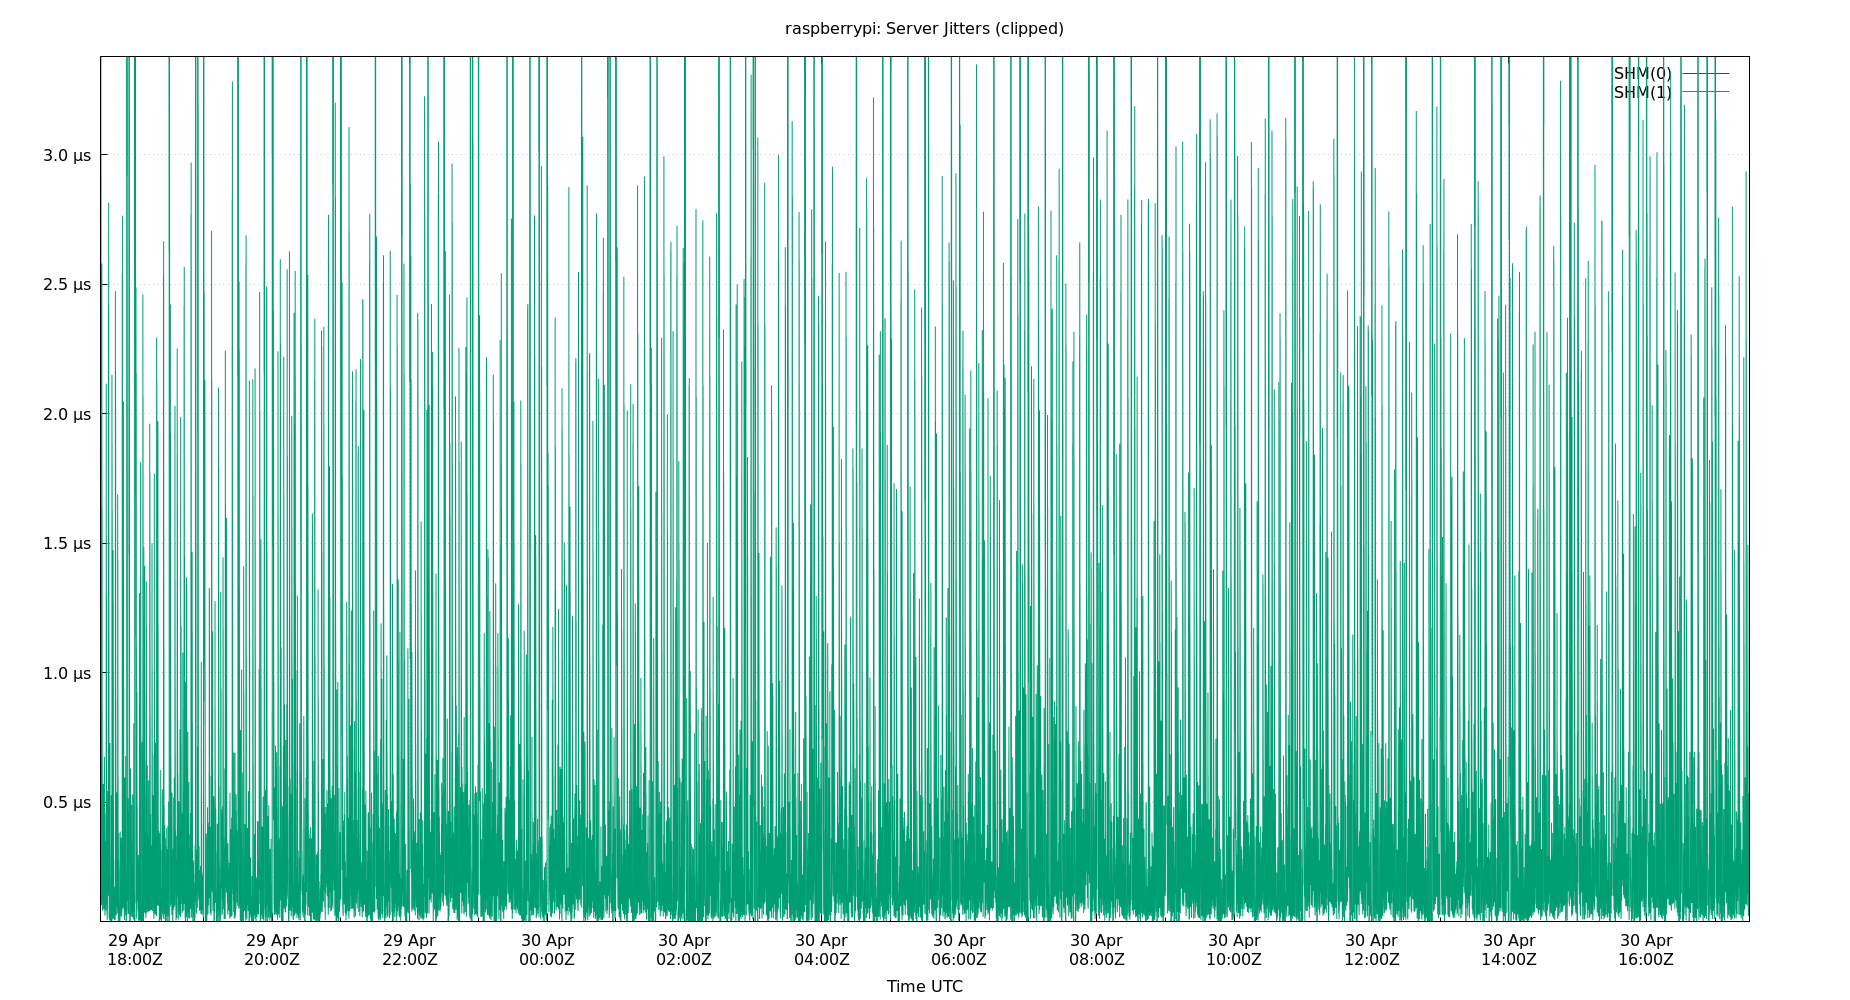 raspberrypi: Server Jitters (clipped)
SHM(0)
SHM(1)
3.0 µs
2.5 µs
2.0 µs
1.5 µs
1.0 µs
0.5 µs
29 Apr 29 Apr 29 Apr 30 Apr 30 Apr 30 Apr 30 Apr 30 Apr 30 Apr 30 Apr 30 Apr 30 Apr
18:00Z 20:00Z 22:00Z 00:00Z 02:00Z 04:00Z 06:00Z 08:00Z 10:00Z 12:00Z 14:00Z 16:00Z
Time UTC